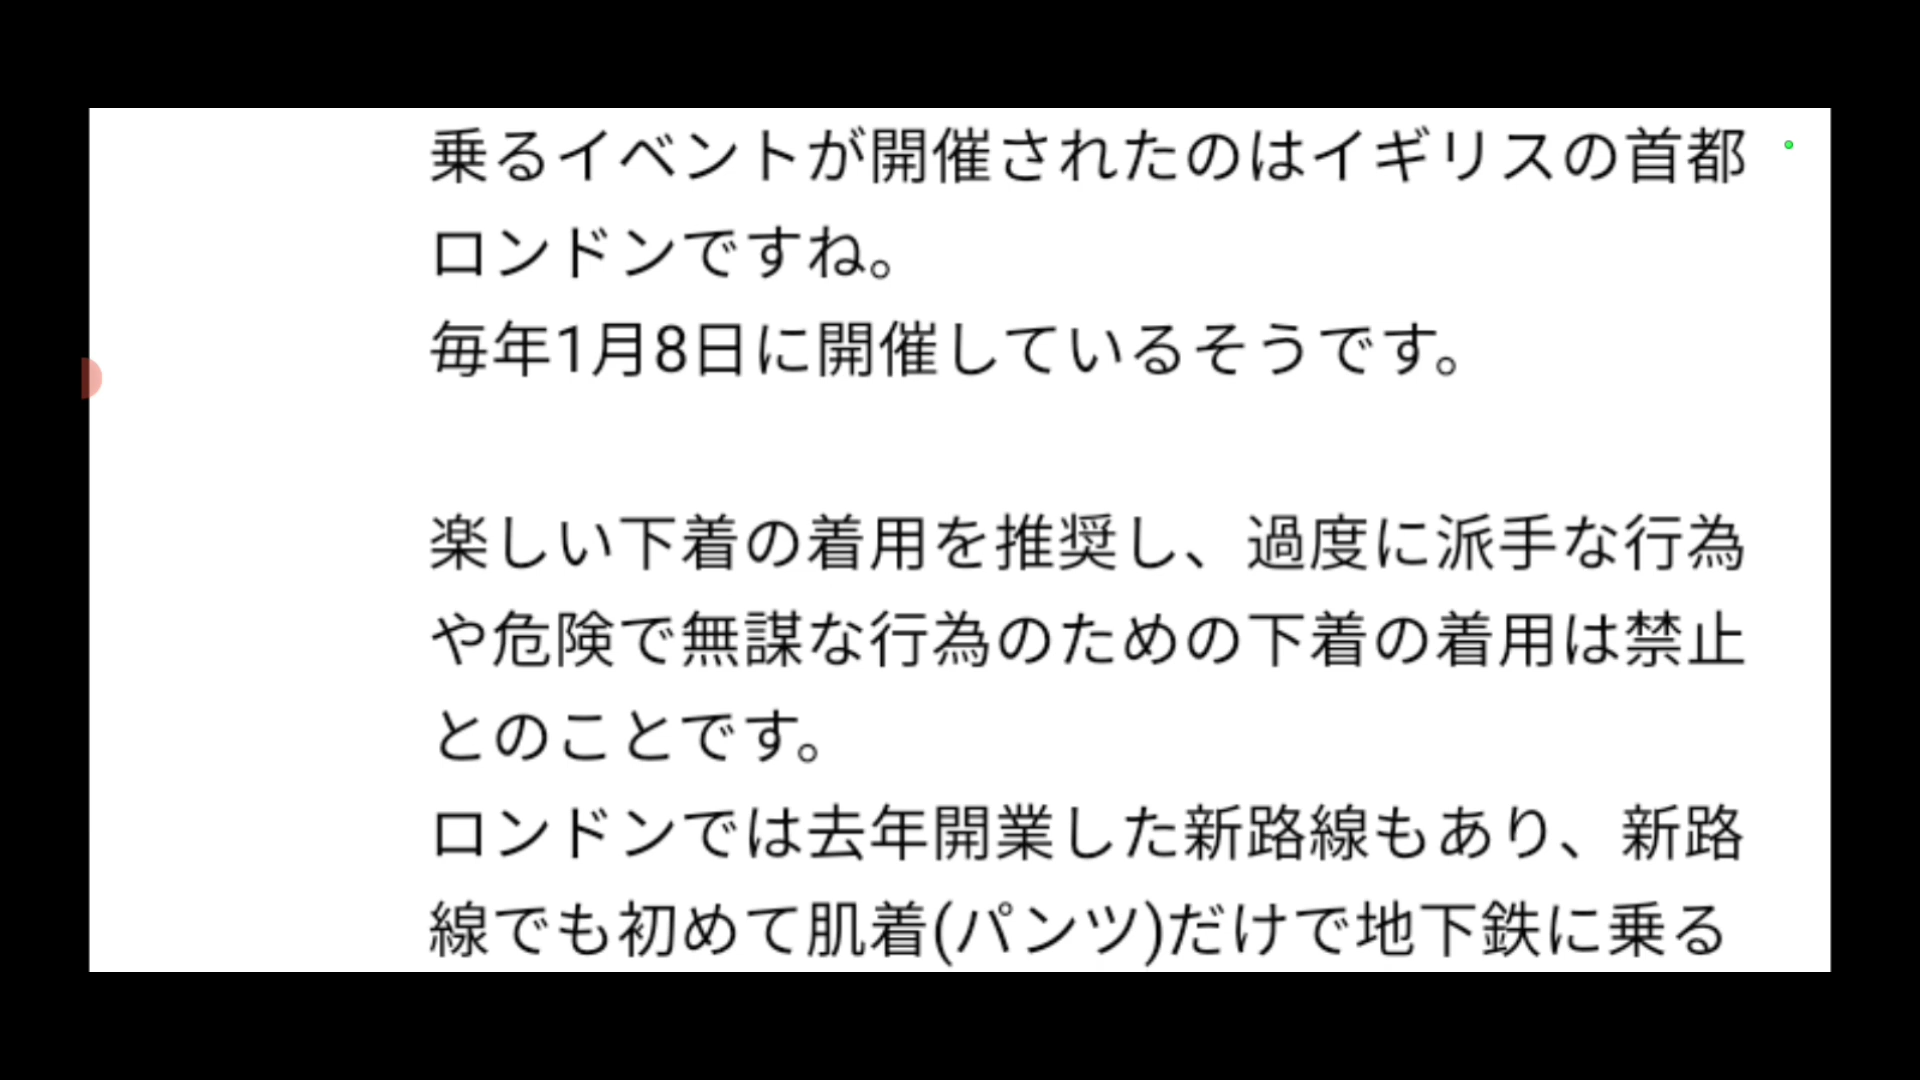 乗るイベントが開催されたのはイギリスの首都
ロンドンですね。
毎年1月8日に開催しているそうです。
楽しい下着の着用を推奨し、過度に派手な行為
や危険で無謀な行為のための下着の着用は禁止
とのことです。
ロンドンでは去年開業した新路線もあり、新路
線でも初めて肌着(パンツ)だけで地下鉄に乗る